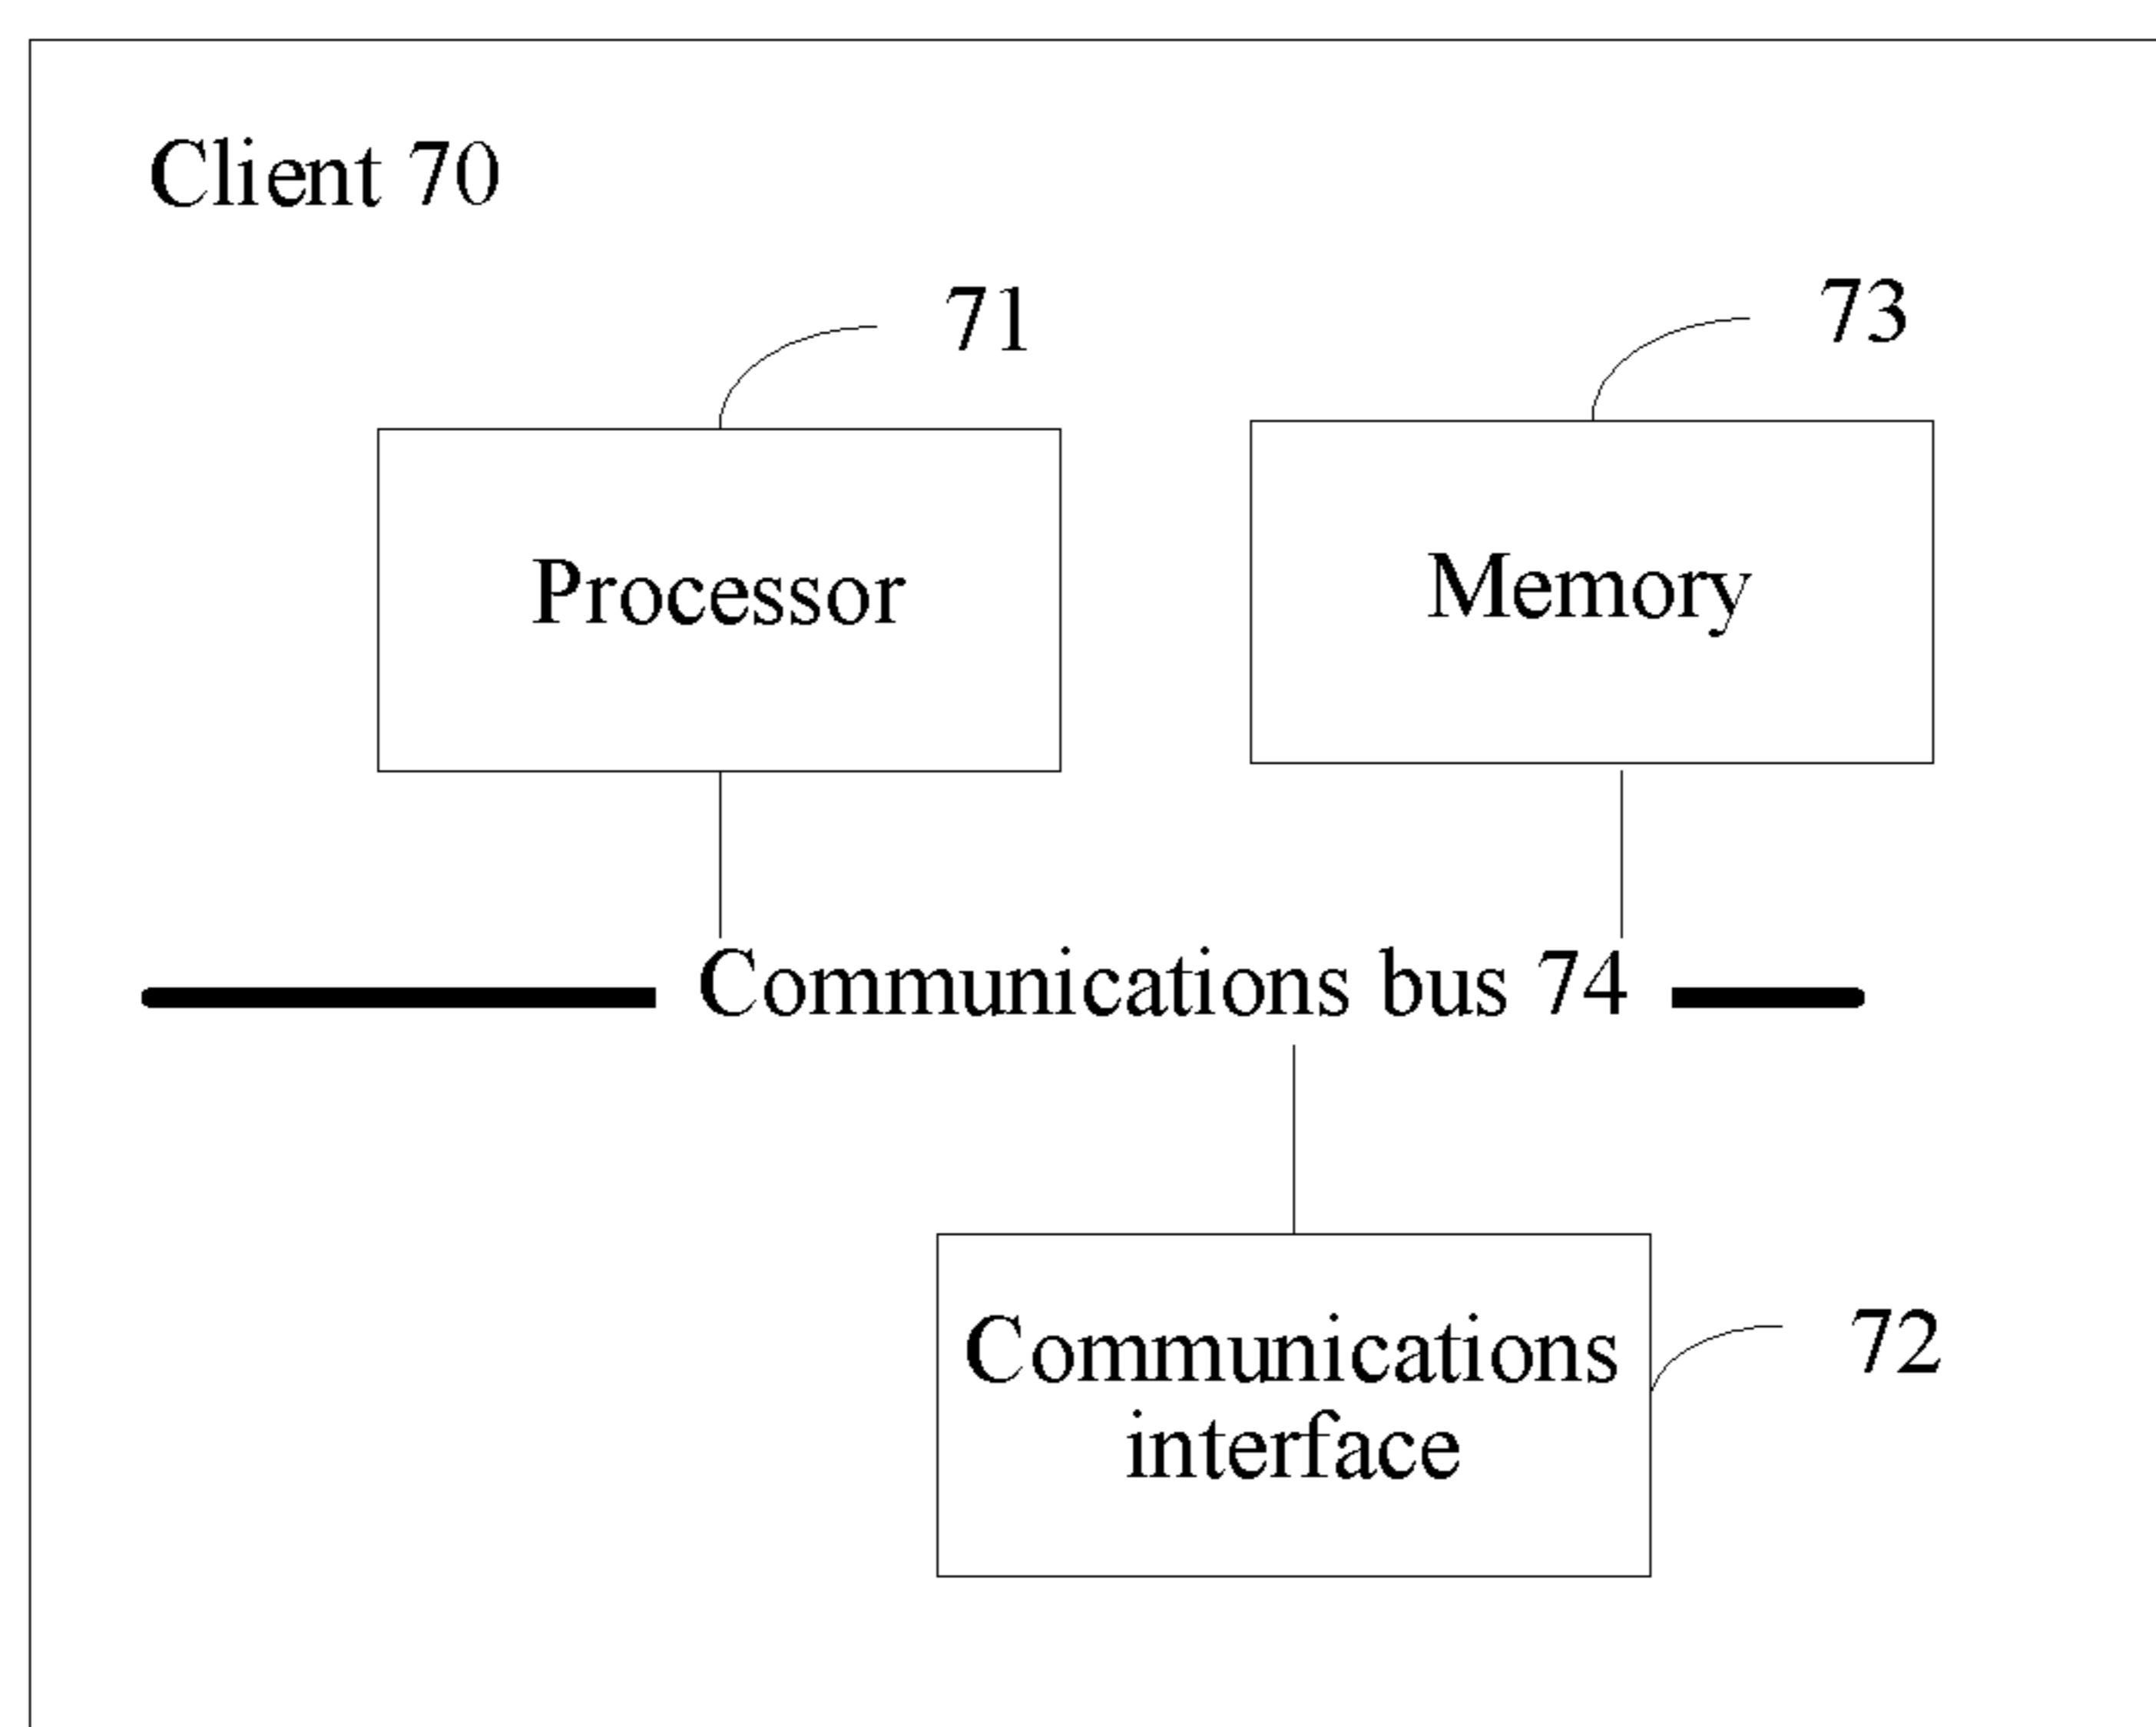 Client 70
71
73
Processor
Memory
Communications bus 74
Communications
interface
72